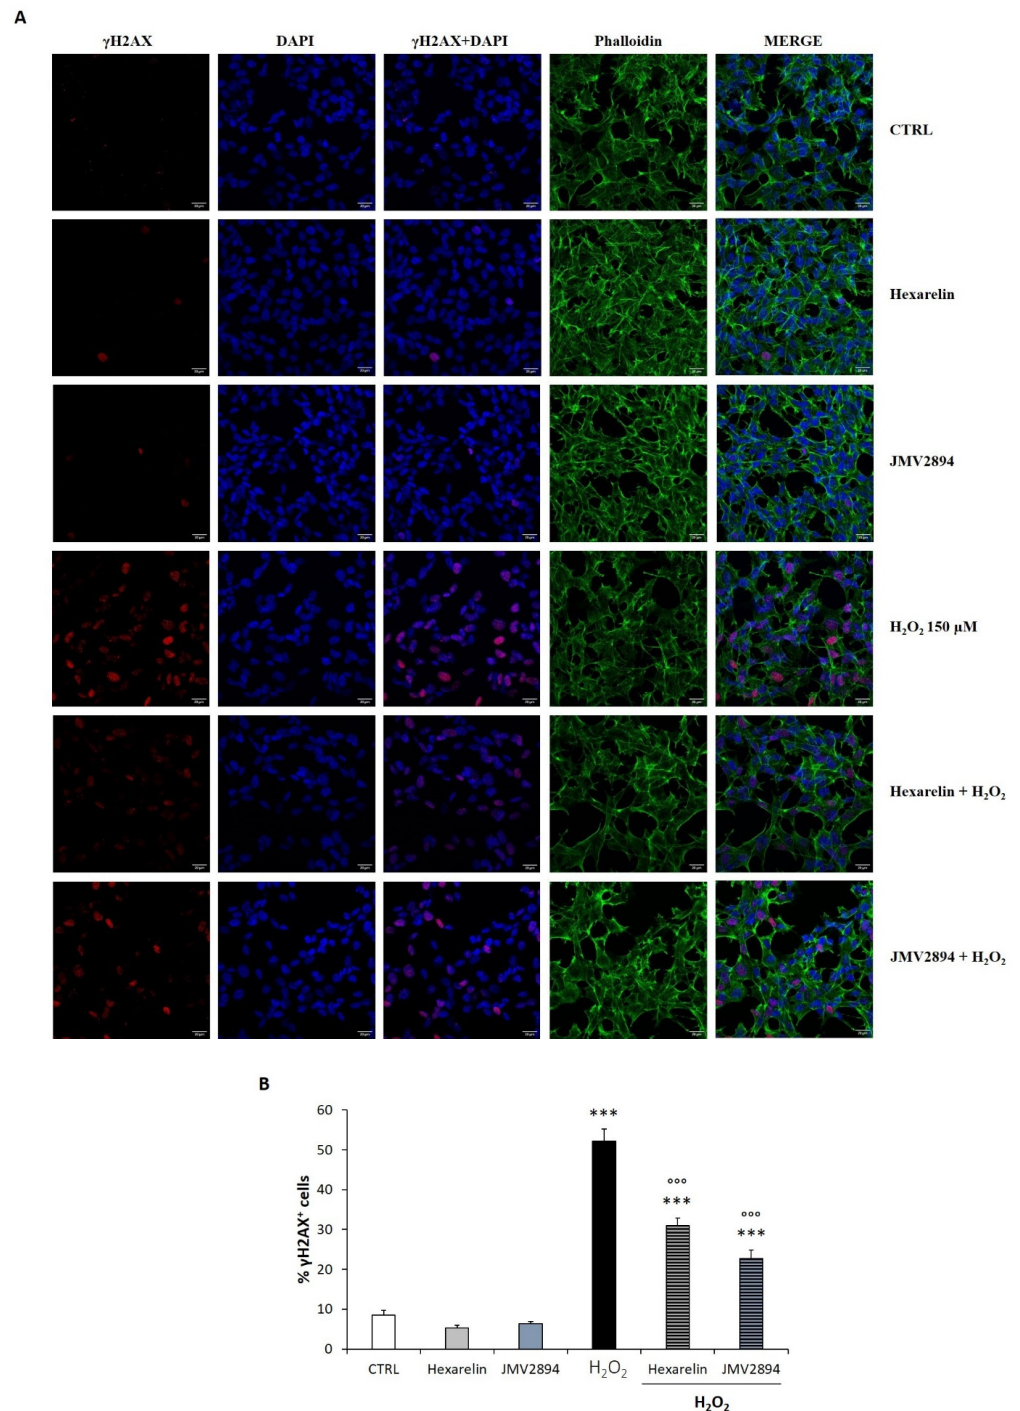 A
γH2AX DAPI γH2AX+DAPI Phalloidin MERGE
CTRL
Hexarelin
JMV2894
H₂O₂ 150 μM
Hexarelin + H₂O₂
JMV2894 + H₂O₂
B
% γH2AX⁺ cells
60
50
40
30
20
10
0
***
°°°
***
°°°
***
CTRL Hexarelin JMV2894 H₂O₂ Hexarelin JMV2894
H₂O₂